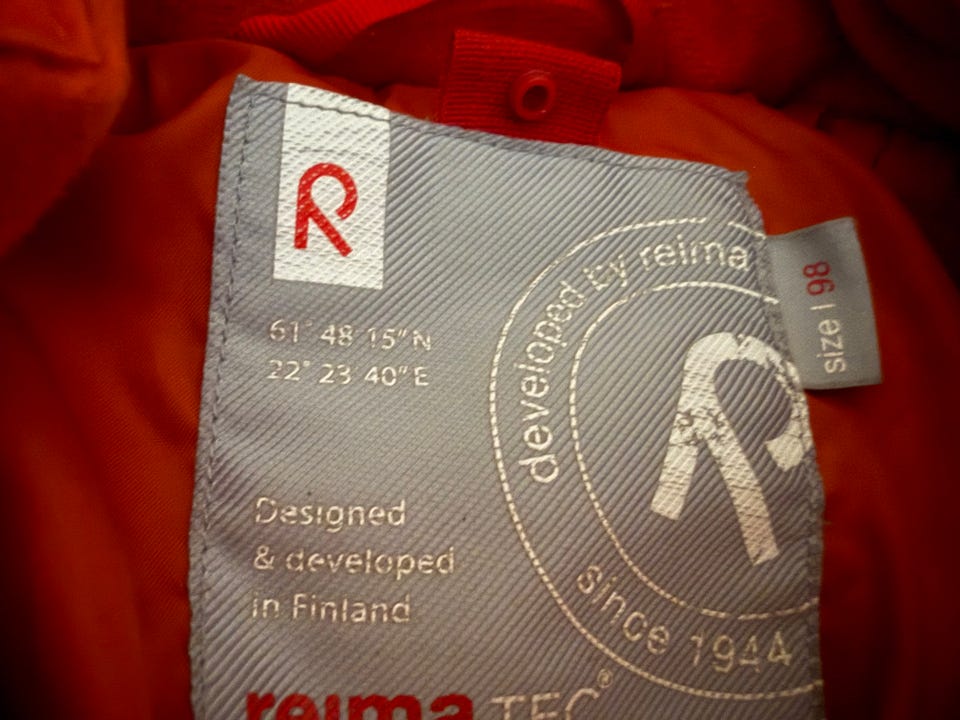 R
61° 48 15" N
22° 23 40" E
Designed
& developed
in Finland
developed by reima
since 1944
R
size | 98
reima TEC®